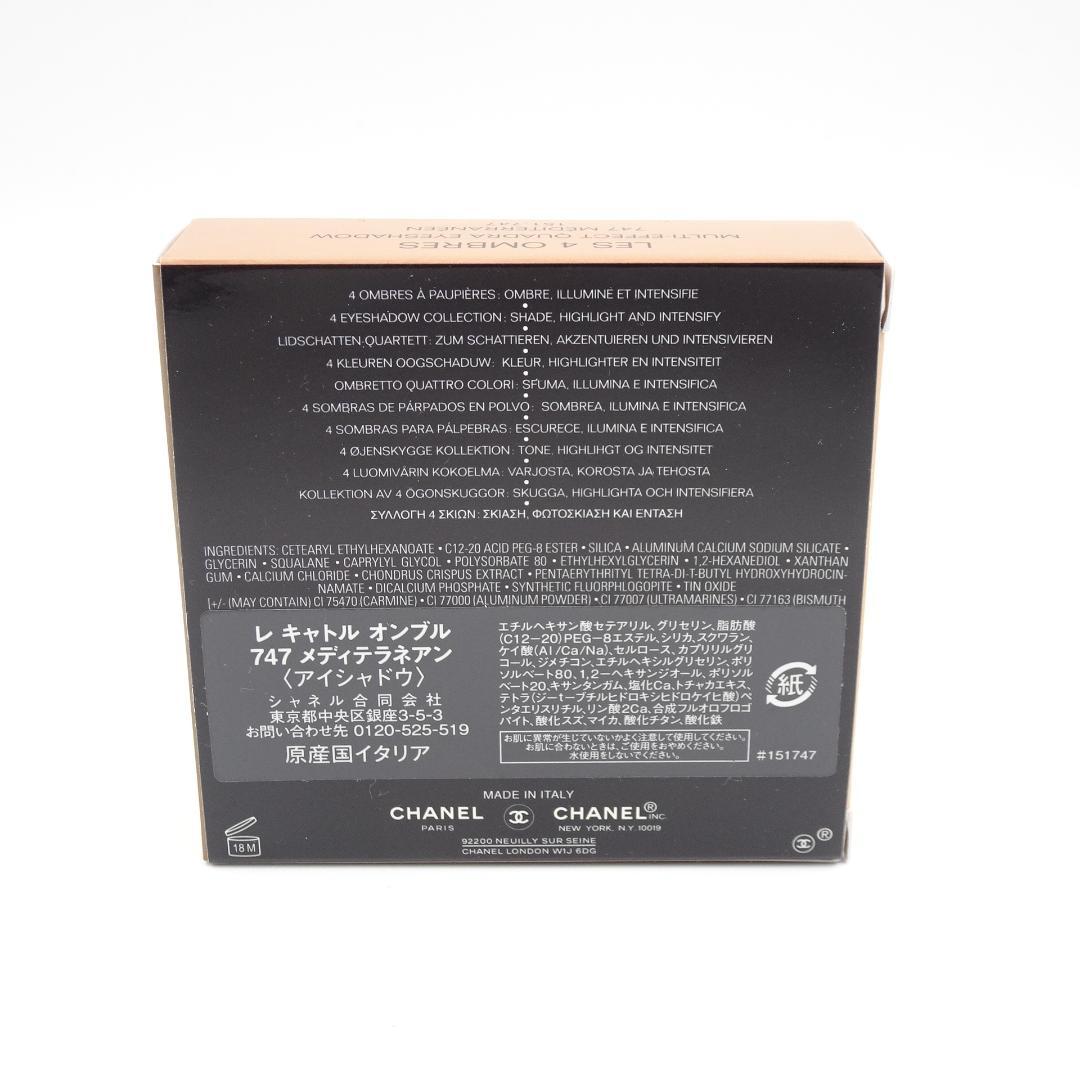 LES 4 OMBRES
MULTI-EFFECT QUADRA EYESHADOW
747 MÉDITERRANÉEN
151 747
4 OMBRES À PAUPIÈRES : OMBRE, ILLUMINE ET INTENSIFIE
4 EYESHADOW COLLECTION : SHADE, HIGHLIGHT AND INTENSIFY
LIDSCHATTEN-QUARTETT : ZUM SCHATTIEREN, AKZENTUIEREN UND INTENSIVIEREN
4 KLEUREN OOGSCHADUW : KLEUR, HIGHLIGHTER EN INTENSITEIT
OMBRETTO QUATTRO COLORI : SFUMA, ILLUMINA E INTENSIFICA
4 SOMBRAS DE PÁRPADOS EN POLVO : SOMBREA, ILUMINA E INTENSIFICA
4 SOMBRAS PARA PÁLPEBRAS : ESCURECE, ILUMINA E INTENSIFICA
4 ØJENSKYGGE KOLLEKTION : TONE, HIGHLIHGT OG INTENSITET
4 LUOMIVÄRIN KOKOELMA : VARJOSTA, KOROSTA JA TEHOSTA
KOLLEKTION AV 4 ÖGONSKUGGOR : SKUGGA, HIGHLIGHTA OCH INTENSIFIERA
ΣΥΛΛΟΓΗ 4 ΣΚΙΩΝ : ΣΚΙΑΣΗ, ΦΩΤΟΣΚΙΑΣΗ ΚΑΙ ΕΝΤΑΣΗ
INGREDIENTS: CETEARYL ETHYLHEXANOATE • C12-20 ACID PEG-8 ESTER • SILICA • ALUMINUM CALCIUM SODIUM SILICATE •
GLYCERIN • SQUALANE • CAPRYLYL GLYCOL • POLYSORBATE 80 • ETHYLHEXYLGLYCERIN • 1,2-HEXANEDIOL • XANTHAN
GUM • CALCIUM CHLORIDE • CHONDRUS CRISPUS EXTRACT • PENTAERYTHRITYL TETRA-DI-T-BUTYL HYDROXYHYDROCIN-
NAMATE • DICALCIUM PHOSPHATE • SYNTHETIC FLUORPHLOGOPITE • TIN OXIDE
[+/- (MAY CONTAIN) CI 75470 (CARMINE) • CI 77000 (ALUMINUM POWDER) • CI 77007 (ULTRAMARINES) • CI 77163 (BISMUTH
レ キャトル オンブル
747 メディテラネアン
〈アイシャドウ〉
シャネル合同会社
東京都中央区銀座3-5-3
お問い合わせ先 0120-525-519
原産国イタリア
エチルヘキサン酸セテアリル、グリセリン、脂肪酸
(C12−20)PEG−8エステル、シリカ、スクワラン、
ケイ酸(Al/Ca/Na)、セルロース、カプリリルグリ
コール、ジメチコン、エチルヘキシルグリセリン、ポリ
ソルベート80、1,2−ヘキサンジオール、ポリソル
ベート20、キサンタンガム、塩化Ca、トチャカエキス、
テトラ(ジーt−ブチルヒドロキシヒドロケイヒ酸)ペ
ンタエリスリチル、リン酸2Ca、合成フルオロフロゴ
パイト、酸化スズ、マイカ、酸化チタン、酸化鉄
お肌に異常が生じていないかよく注意して使用してください。
お肌に合わないときは、ご使用をおやめください。
水使用をしないでください。
紙
#151747
MADE IN ITALY
CHANEL CHANEL® INC.
PARIS NEW YORK. N.Y. 10019
92200 NEUILLY SUR SEINE
CHANEL LONDON W1J 6DG
18 M
®